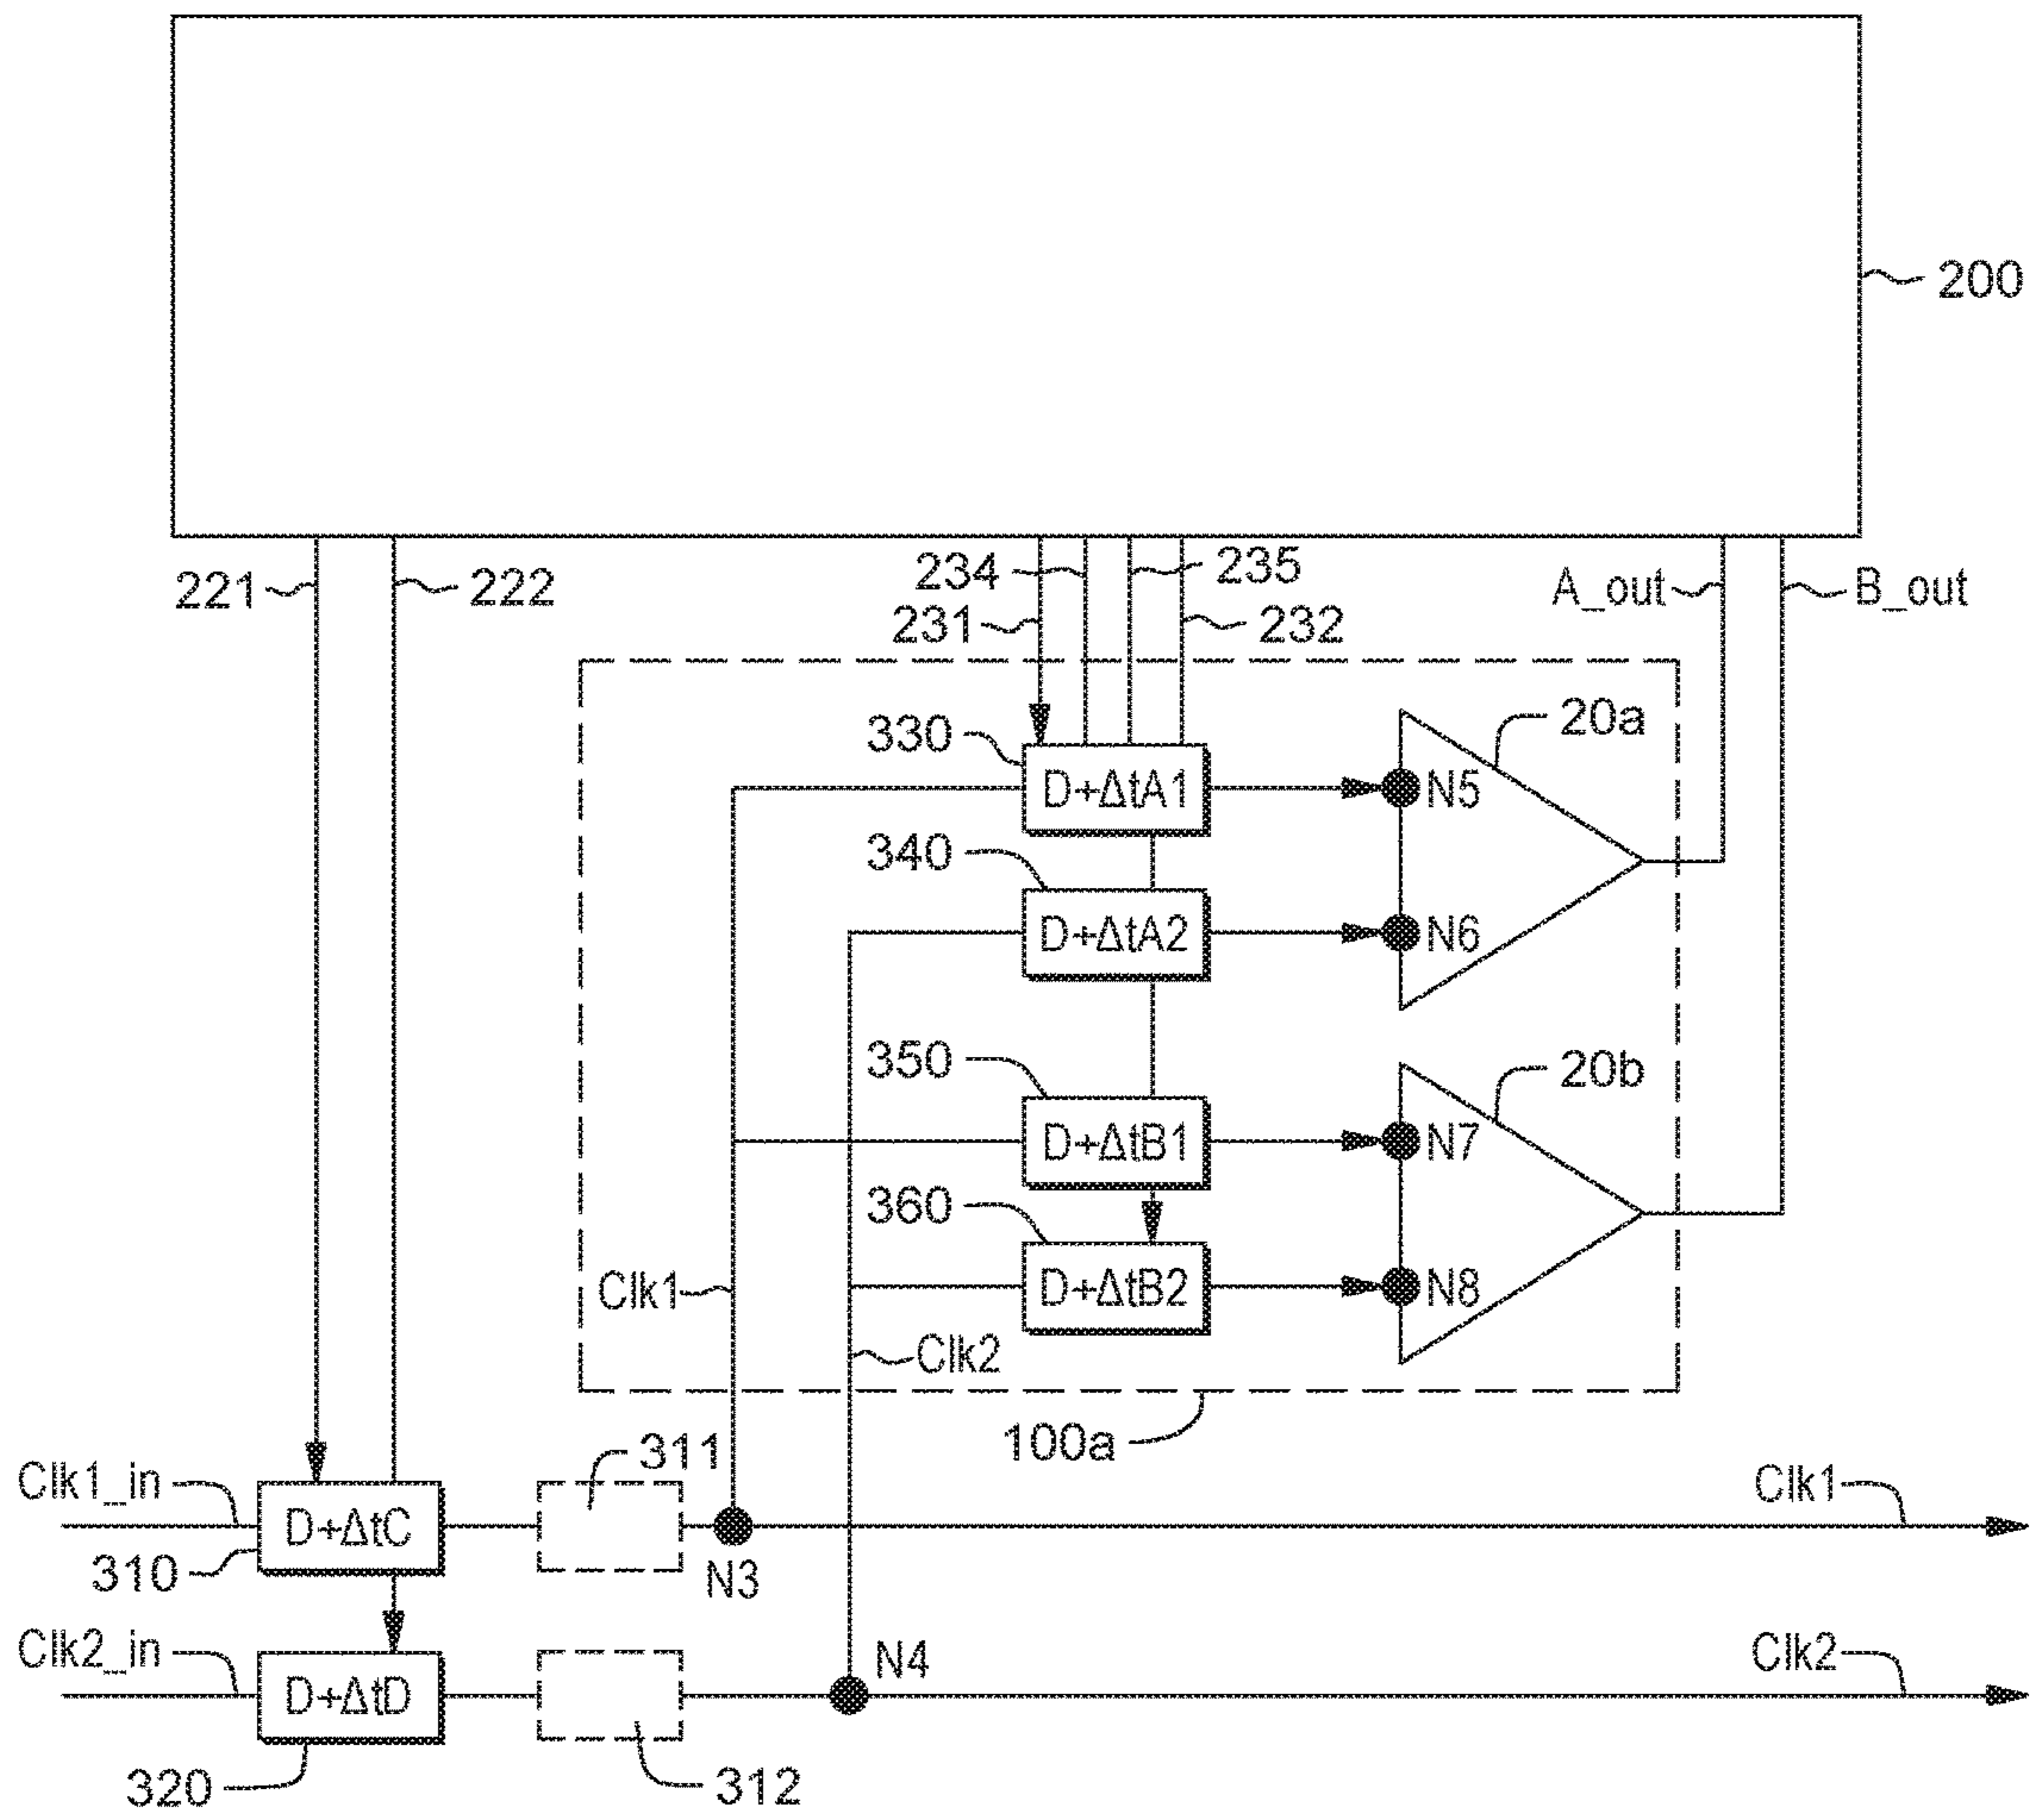 200
221
222
234
235
231
232
A_out
B_out
330
D+ΔtA1
N5
20a
340
D+ΔtA2
N6
350
D+ΔtB1
N7
20b
360
D+ΔtB2
N8
Clk1
Clk2
100a
311
Clk1_in
D+ΔtC
310
N3
Clk1
Clk2_in
D+ΔtD
320
312
N4
Clk2